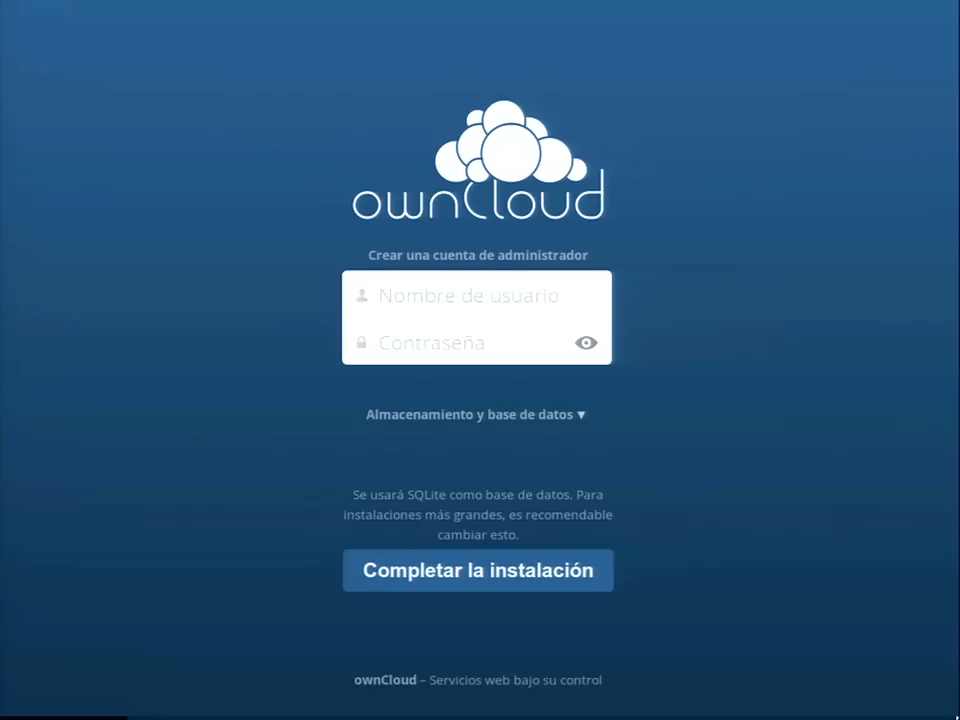 ownCloud
Crear una cuenta de administrador
Nombre de usuario
Contraseña
Almacenamiento y base de datos ▼
Se usará SQLite como base de datos. Para
instalaciones más grandes, es recomendable
cambiar esto.
Completar la instalación
ownCloud – Servicios web bajo su control